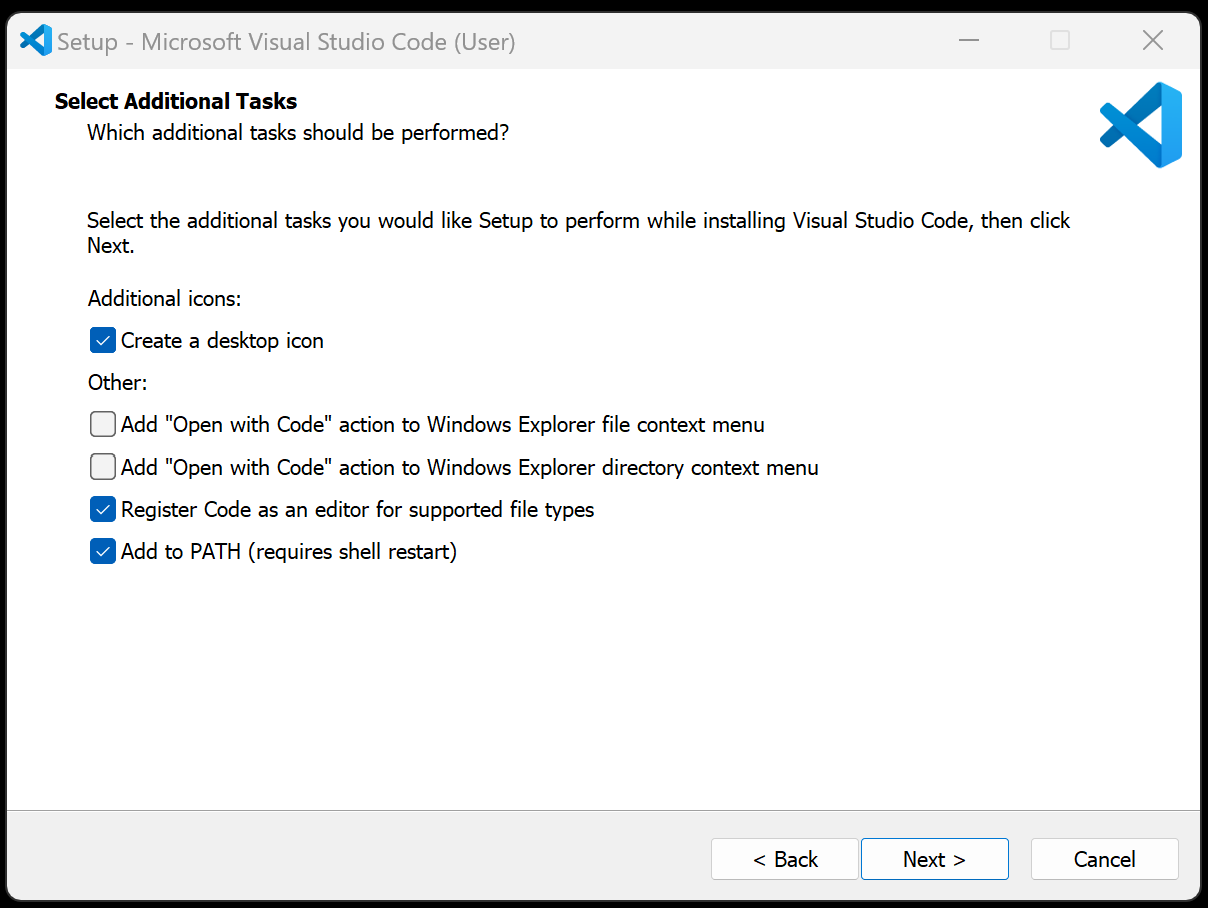 Setup - Microsoft Visual Studio Code (User)
Select Additional Tasks
Which additional tasks should be performed?
Select the additional tasks you would like Setup to perform while installing Visual Studio Code, then click
Next.
Additional icons:
Create a desktop icon
Other:
Add "Open with Code" action to Windows Explorer file context menu
Add "Open with Code" action to Windows Explorer directory context menu
Register Code as an editor for supported file types
Add to PATH (requires shell restart)
< Back Next > Cancel